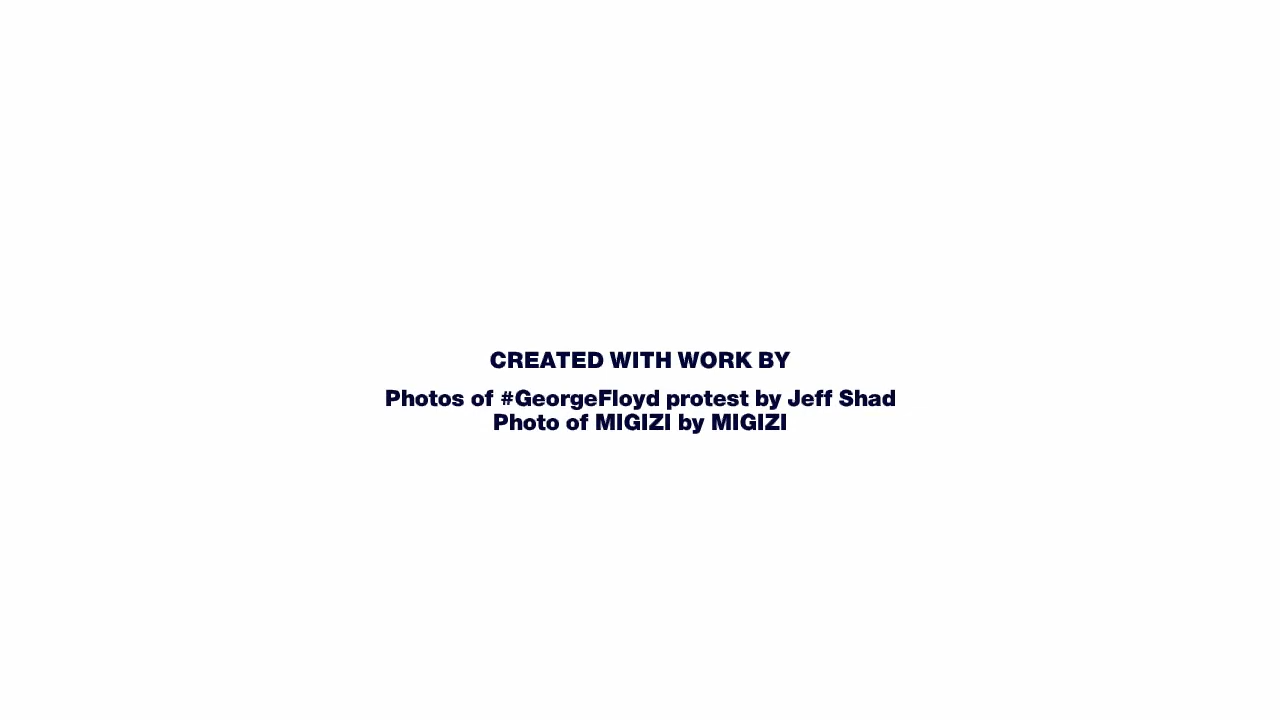 CREATED WITH WORK BY
Photos of #GeorgeFloyd protest by Jeff Shad
Photo of MIGIZI by MIGIZI